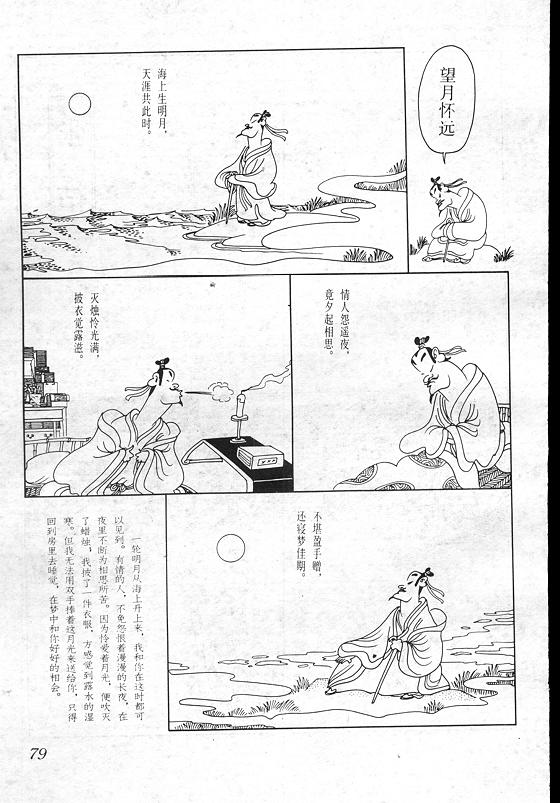 望月怀远
海上生明月，
天涯共此时。
情人怨遥夜，
竟夕起相思。
灭烛怜光满，
披衣觉露滋。
不堪盈手赠，
还寝梦佳期。
一轮明月从海上升上来，我和你在这时都可
以见到。有情的人，不免怨恨着漫漫的长夜，在
夜里不断为相思所苦。因为怜爱着月光，便吹灭
了蜡烛，我披了一件衣服，方感觉到露水的湿
寒。但我无法用双手捧着这月光来送给你，只得
回到房里去睡觉，在梦中和你好好的相会。
79